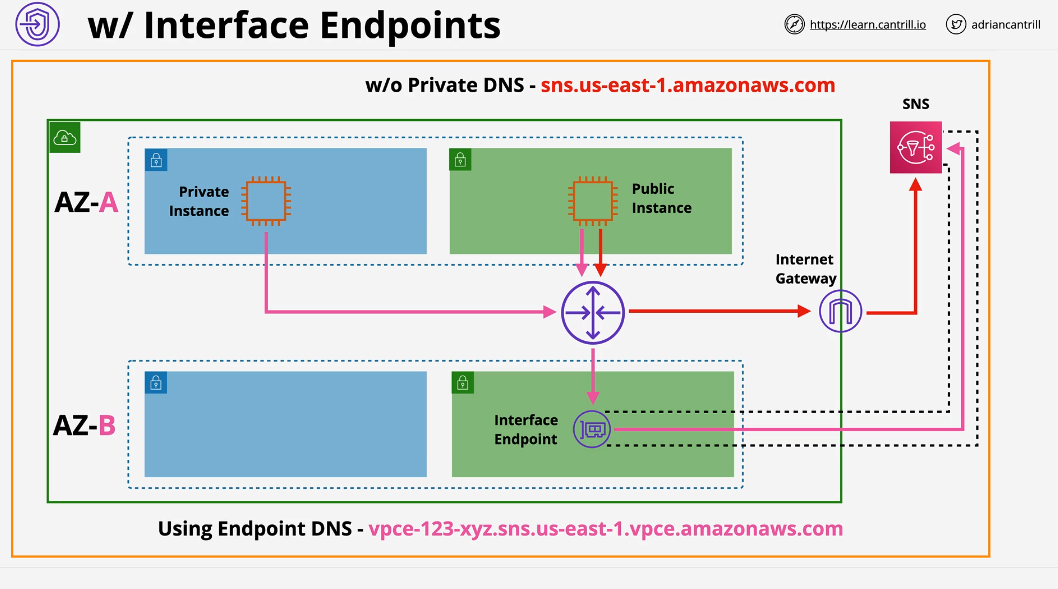 w/ Interface Endpoints
https://learn.cantrill.io
adriancantrill
w/o Private DNS - sns.us-east-1.amazonaws.com
SNS
AZ-A
Private
Instance
Public
Instance
Internet
Gateway
AZ-B
Interface
Endpoint
Using Endpoint DNS - vpce-123-xyz.sns.us-east-1.vpce.amazonaws.com